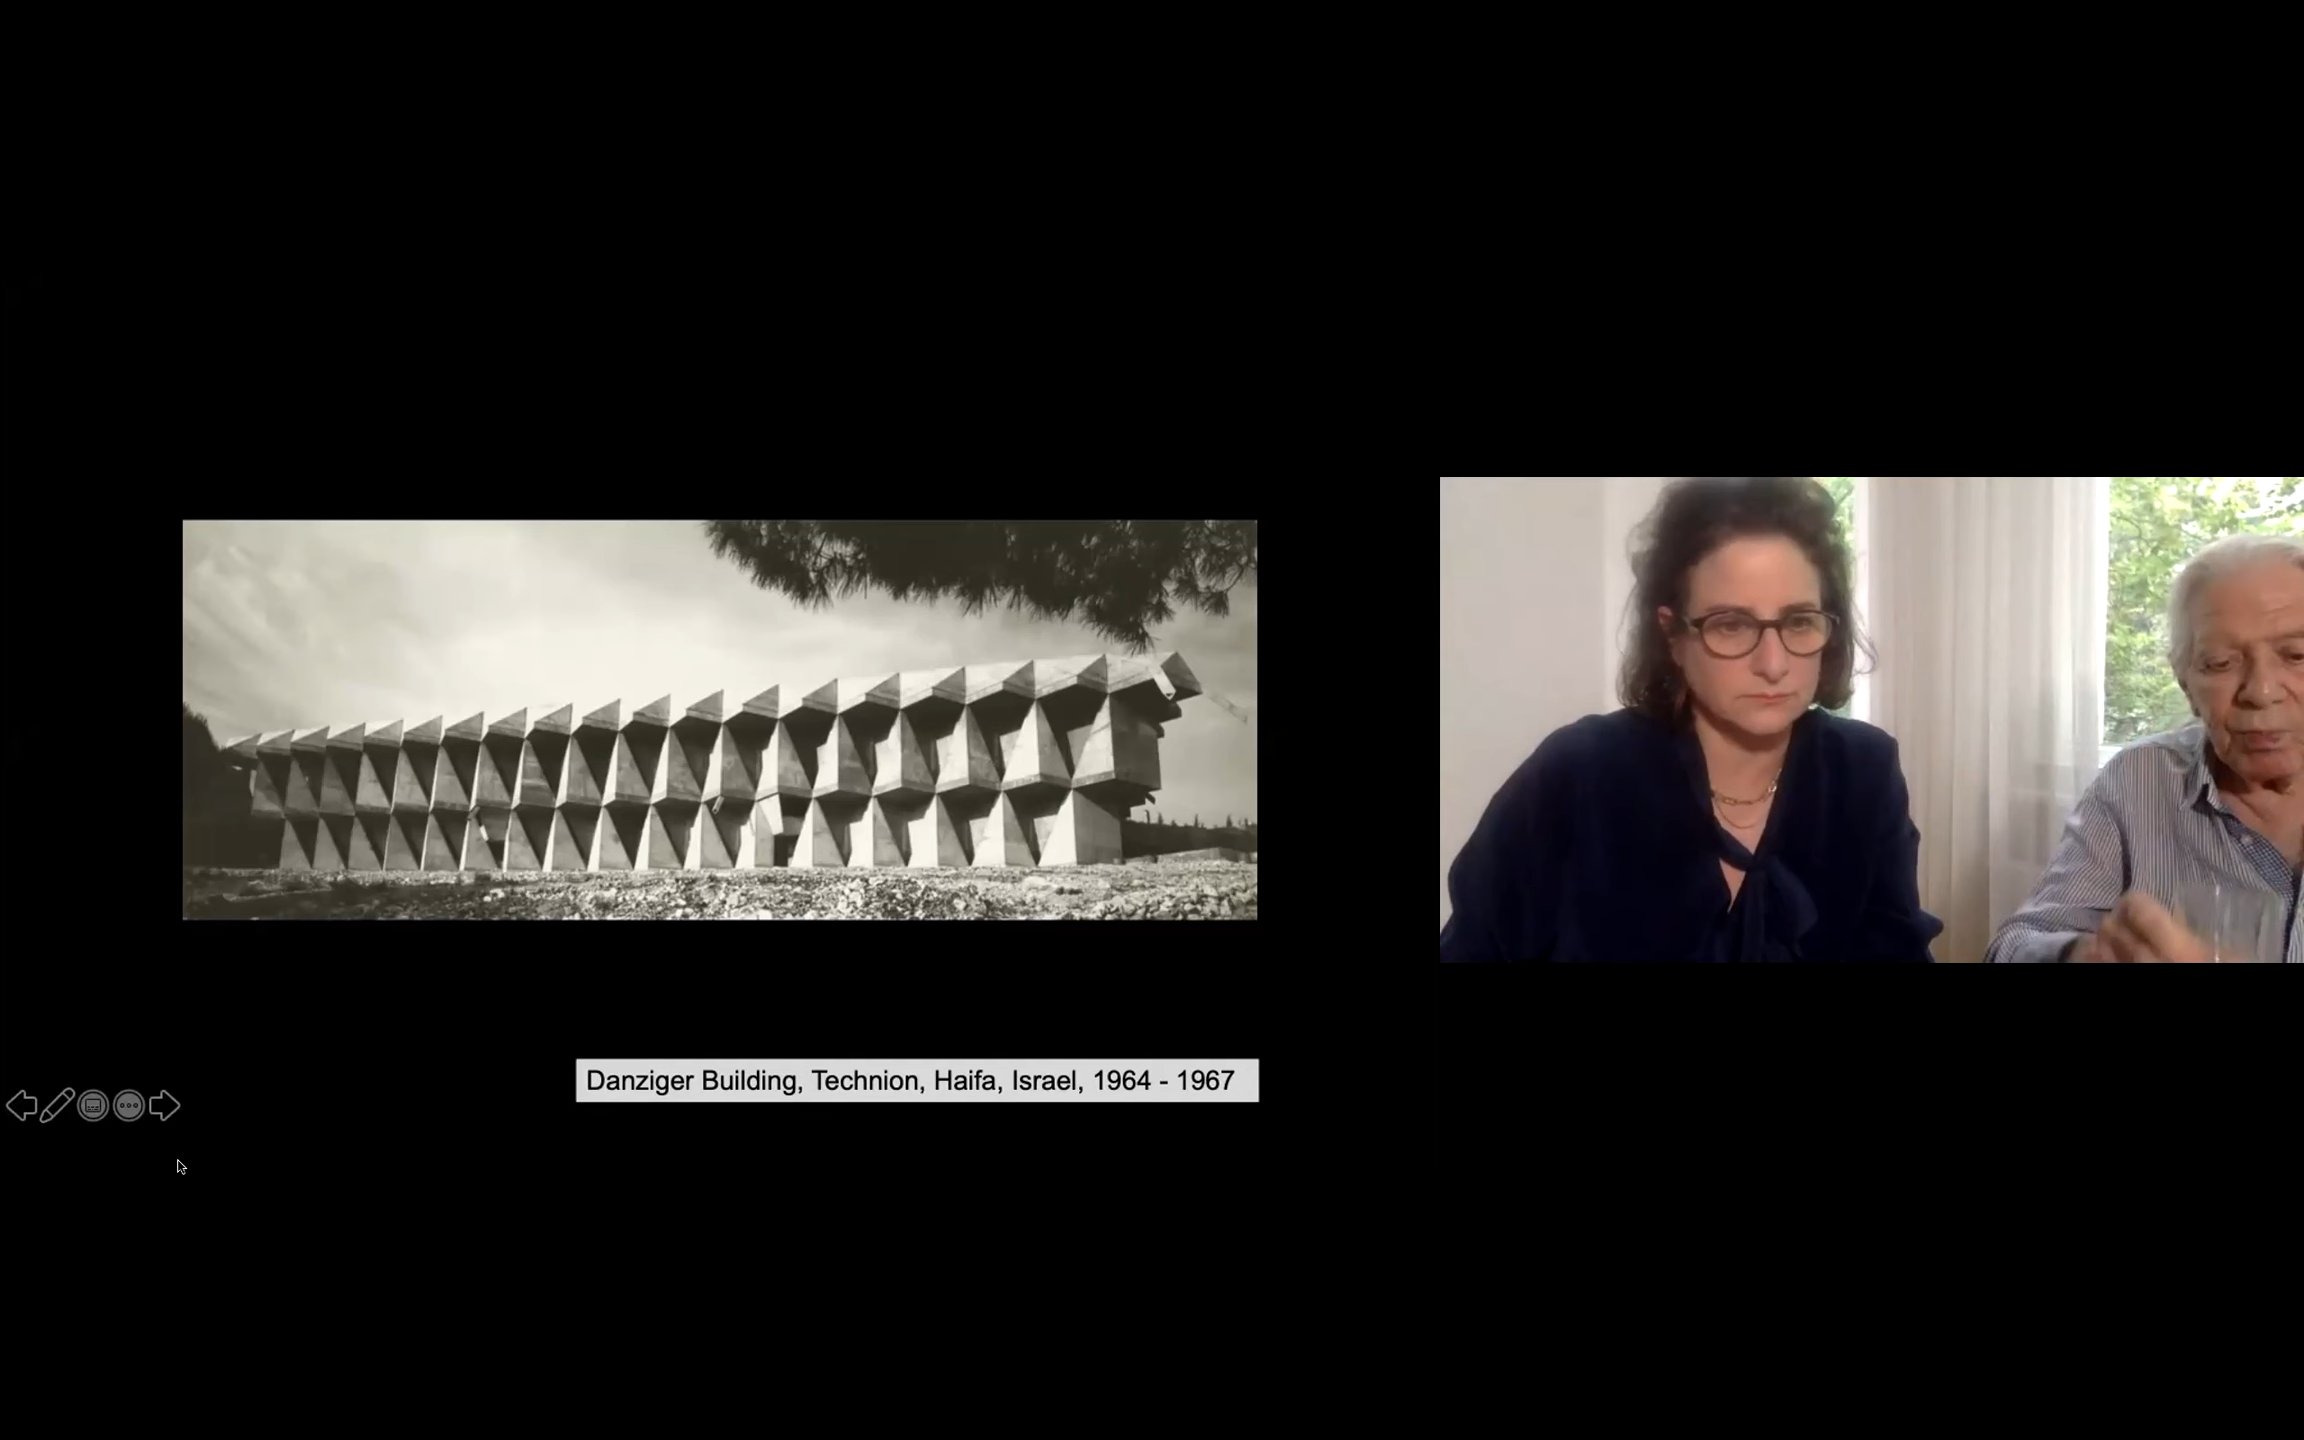 Danziger Building, Technion, Haifa, Israel, 1964 - 1967